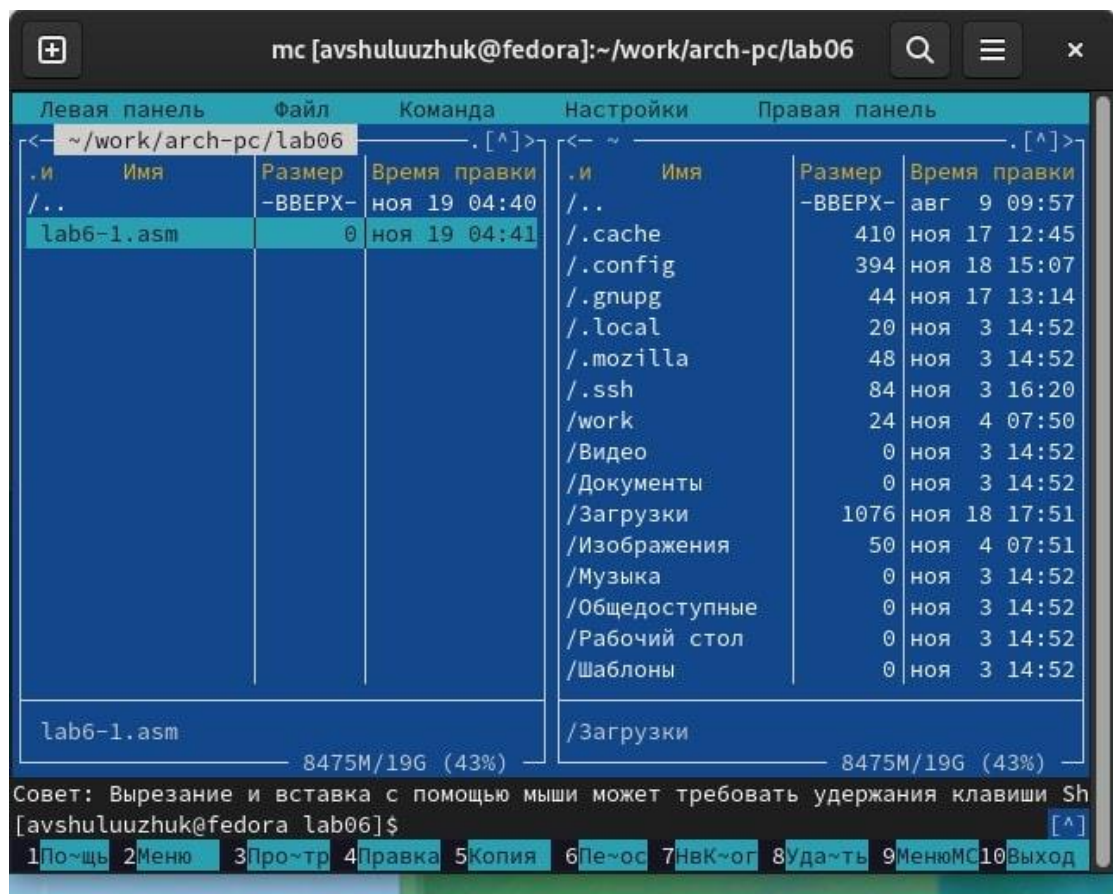 mc [avshuluuzhuk@fedora]:~/work/arch-pc/lab06
Левая панель Файл Команда Настройки Правая панель
<— ~/work/arch-pc/lab06 .[^]> <— ~ .[^]>
.и Имя Размер Время правки .и Имя Размер Время правки
/.. -ВВЕРХ- ноя 19 04:40 /.. -ВВЕРХ- авг 9 09:57
lab6-1.asm 0 ноя 19 04:41 /.cache 410 ноя 17 12:45
/.config 394 ноя 18 15:07
/.gnupg 44 ноя 17 13:14
/.local 20 ноя 3 14:52
/.mozilla 48 ноя 3 14:52
/.ssh 84 ноя 3 16:20
/work 24 ноя 4 07:50
/Видео 0 ноя 3 14:52
/Документы 0 ноя 3 14:52
/Загрузки 1076 ноя 18 17:51
/Изображения 50 ноя 4 07:51
/Музыка 0 ноя 3 14:52
/Общедоступные 0 ноя 3 14:52
/Рабочий стол 0 ноя 3 14:52
/Шаблоны 0 ноя 3 14:52
lab6-1.asm /Загрузки
8475M/19G (43%) 8475M/19G (43%)
Совет: Вырезание и вставка с помощью мыши может требовать удержания клавиши Sh
[avshuluuzhuk@fedora lab06]$ [^]
1По~щь 2Меню 3Про~тр 4Правка 5Копия 6Пе~ос 7НвК~ог 8Уда~ть 9МенюМС 10Выход